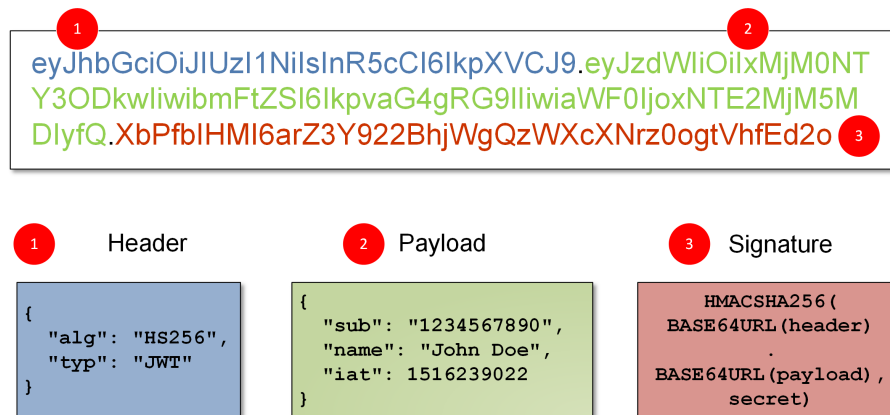 1
2
eyJhbGciOiJIUzI1NiIsInR5cCI6IkpXVCJ9.eyJzdWIiOiIxMjM0NT
Y3ODkwIiwibmFtZSI6IkpvaG4gRG9lIiwiaWF0IjoxNTE2MjM5M
DIyfQ.XbPfbIHMI6arZ3Y922BhjWgQzWXcXNrz0ogtVhfEd2o
3
1 Header
2 Payload
3 Signature
{
"alg": "HS256",
"typ": "JWT"
}
{
"sub": "1234567890",
"name": "John Doe",
"iat": 1516239022
}
HMACSHA256(
BASE64URL(header)
.
BASE64URL(payload),
secret)